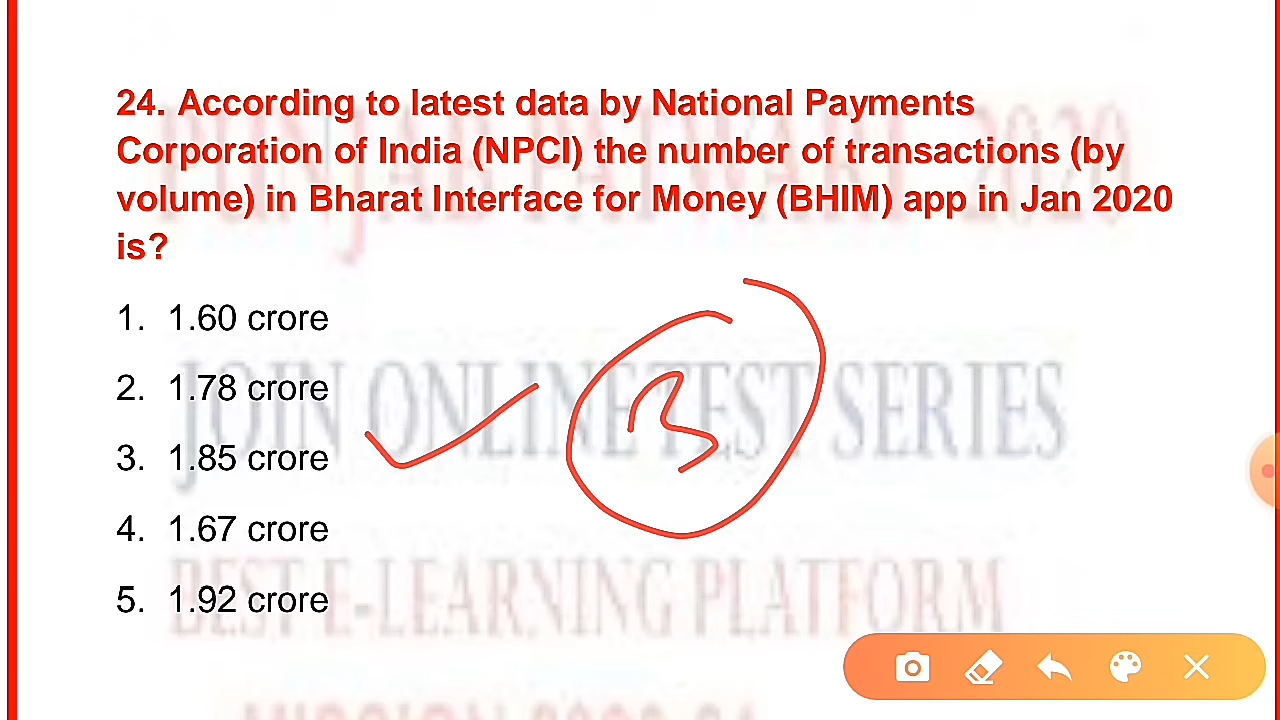 24. According to latest data by National Payments
Corporation of India (NPCI) the number of transactions (by
volume) in Bharat Interface for Money (BHIM) app in Jan 2020
is?
1. 1.60 crore
2. 1.78 crore
3. 1.85 crore
3
4. 1.67 crore
5. 1.92 crore
PUNJAB PATWARI 2020
JOIN ONLINE TEST SERIES
BEST E-LEARNING PLATFORM